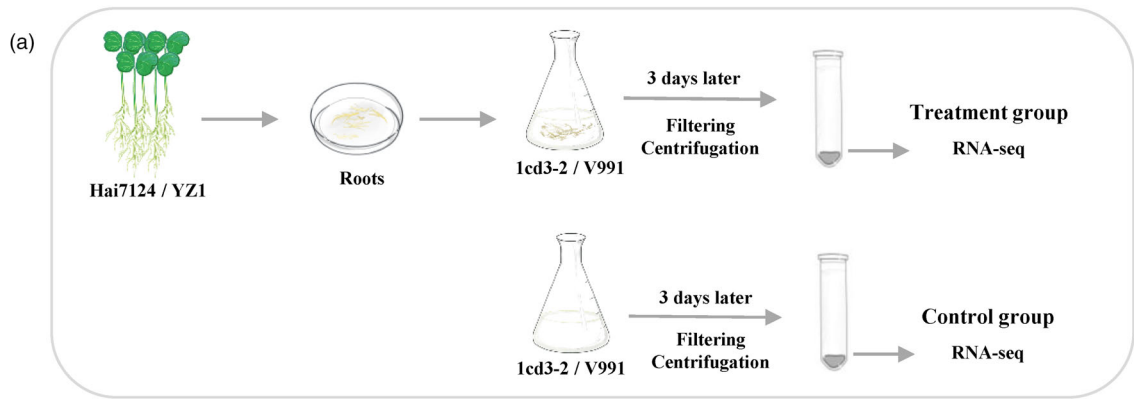 (a)
Hai7124 / YZ1
Roots
1cd3-2 / V991
3 days later
Filtering
Centrifugation
Treatment group
RNA-seq
1cd3-2 / V991
3 days later
Filtering
Centrifugation
Control group
RNA-seq